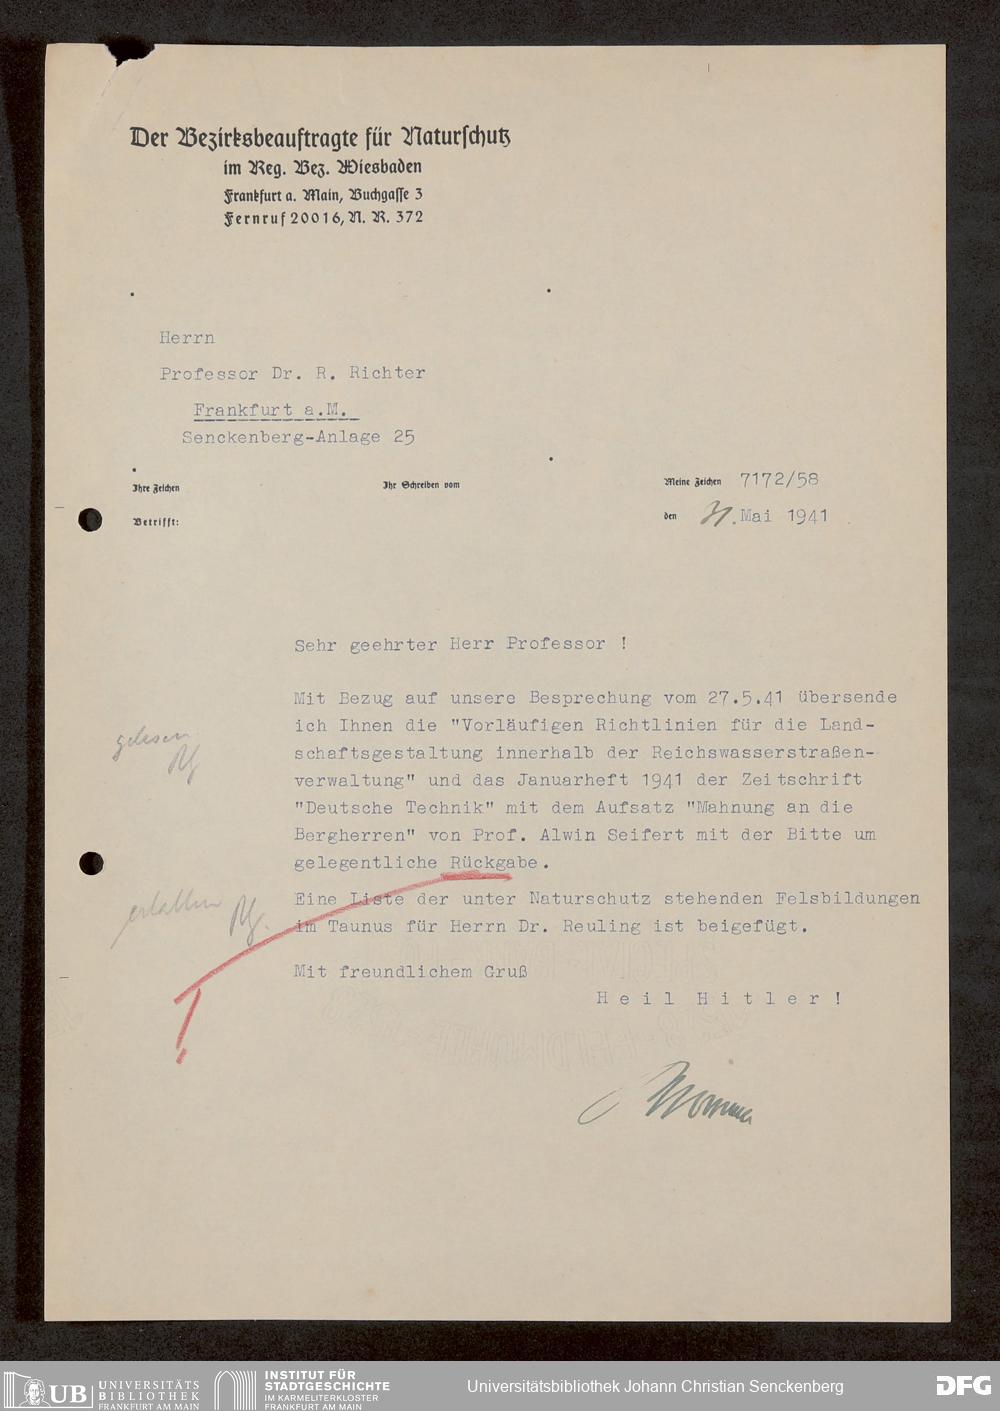 Der Bezirksbeauftragte für Naturschutz
im Reg. Bez. Wiesbaden
Frankfurt a. Main, Buchgasse 3
Fernruf 20016, N. R. 372
Herrn
Professor Dr. R. Richter
Frankfurt a.M.
Senckenberg-Anlage 25
Ihre Zeichen
Ihr Schreiben vom
Meine Zeichen 7172/58
Betrifft:
den 31. Mai 1941
Sehr geehrter Herr Professor !
Mit Bezug auf unsere Besprechung vom 27.5.41 übersende
ich Ihnen die "Vorläufigen Richtlinien für die Land-
schaftsgestaltung innerhalb der Reichswasserstraßen-
verwaltung" und das Januarheft 1941 der Zeitschrift
"Deutsche Technik" mit dem Aufsatz "Mahnung an die
Bergherren" von Prof. Alwin Seifert mit der Bitte um
gelegentliche Rückgabe.
Eine Liste der unter Naturschutz stehenden Felsbildungen
im Taunus für Herrn Dr. Reuling ist beigefügt.
Mit freundlichem Gruß
Heil Hitler !
gelesen
erhalten
!
UB UNIVERSITÄTS
BIBLIOTHEK
FRANKFURT AM MAIN
INSTITUT FÜR
STADTGESCHICHTE
IM KARMELITERKLOSTER
FRANKFURT AM MAIN
Universitätsbibliothek Johann Christian Senckenberg
DFG